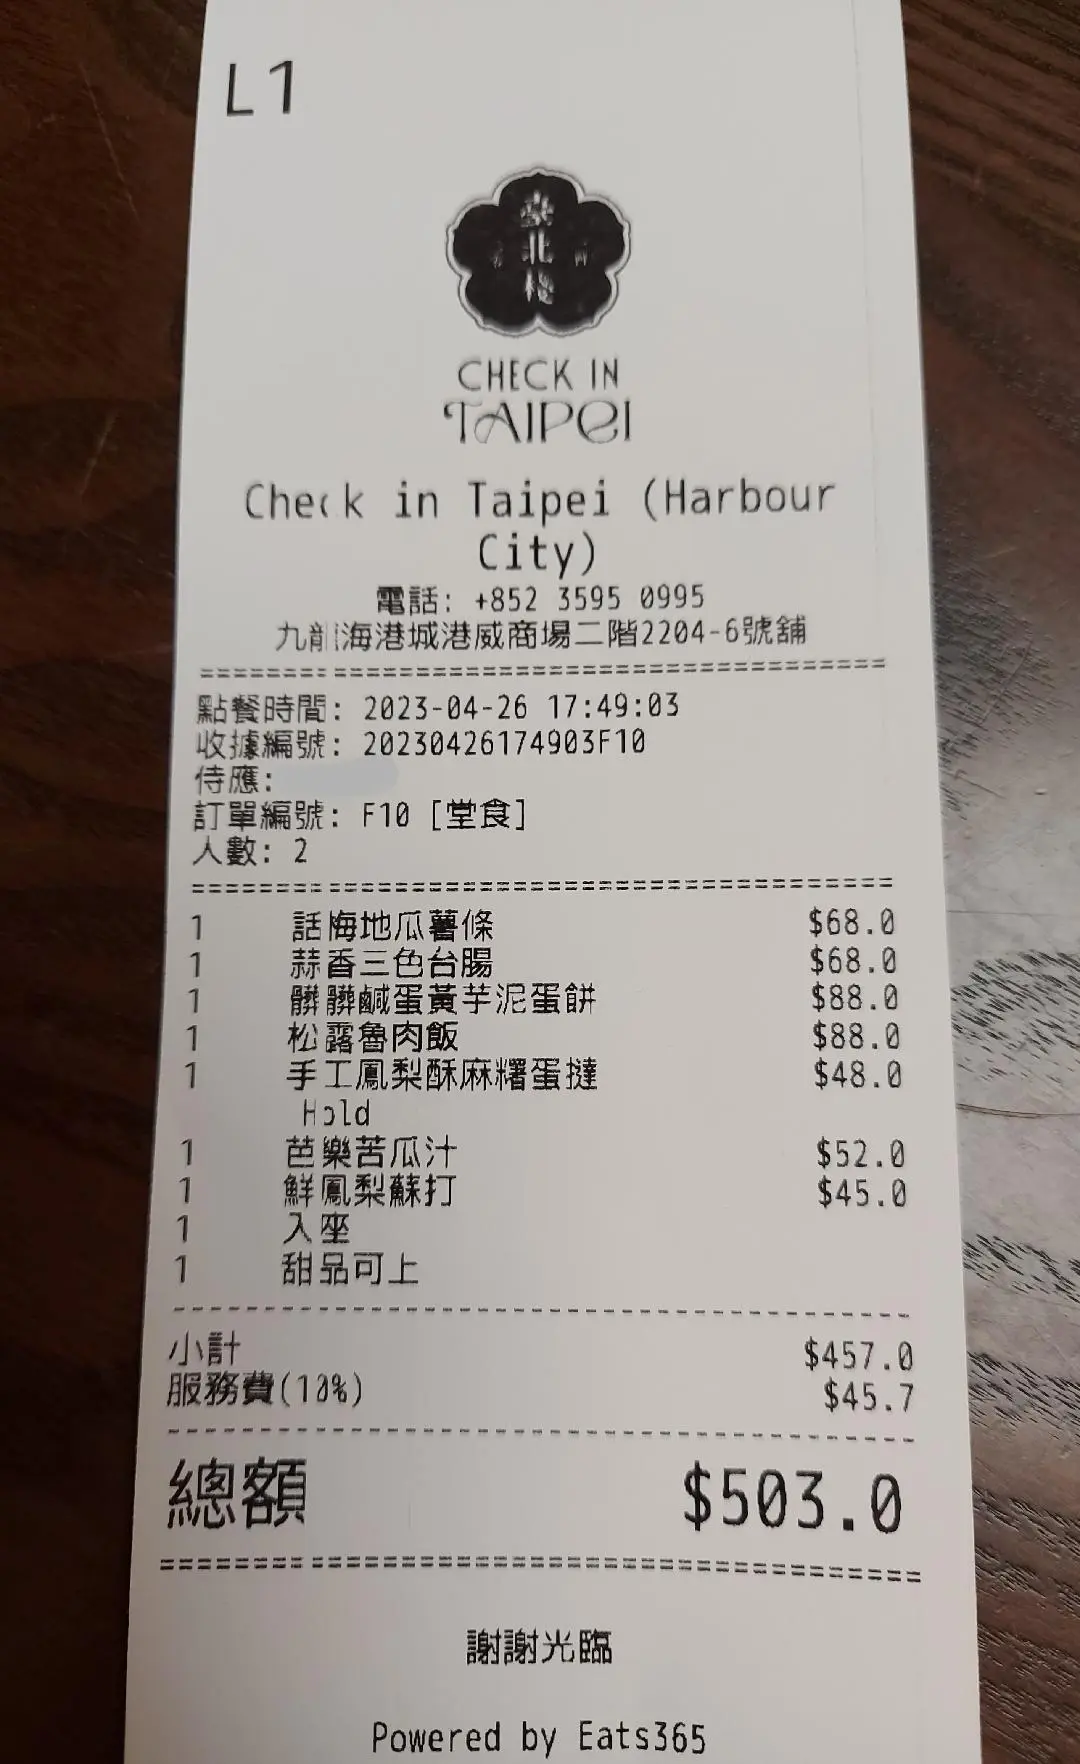 L1
臺北棧
CHECK IN
TAIPEI
Check in Taipei (Harbour
City)
電話: +852 3595 0995
九龍海港城港威商場二階2204-6號舖
點餐時間: 2023-04-26 17:49:03
收據編號: 20230426174903F10
侍應:
訂單編號: F10 [堂食]
人數: 2
1 話梅地瓜薯條 $68.0
1 蒜香三色台腸 $68.0
1 髒髒鹹蛋黃芋泥蛋餅 $88.0
1 松露魯肉飯 $88.0
1 手工鳳梨酥麻糬蛋撻 $48.0
Hold
1 芭樂苦瓜汁 $52.0
1 鮮鳳梨蘇打 $45.0
1 入座
1 甜品可上
小計 $457.0
服務費(10%) $45.7
總額 $503.0
謝謝光臨
Powered by Eats365